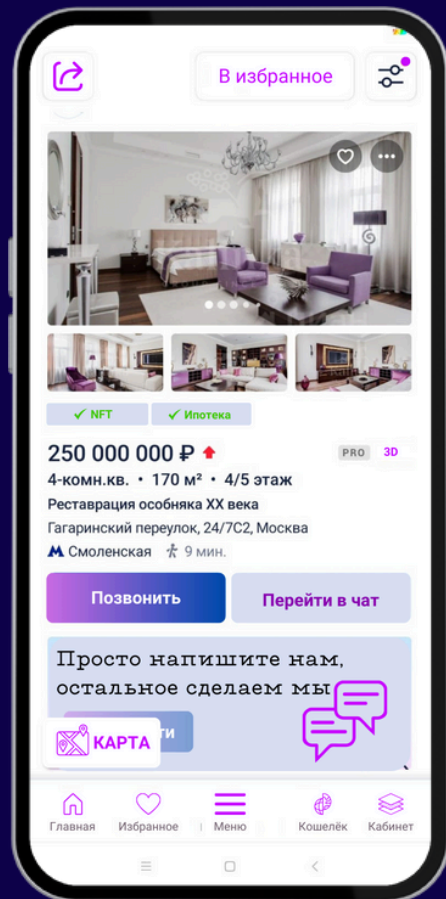 В избранное
NFT
Ипотека
250 000 000 ₽
PRO 3D
4-комн.кв. • 170 м² • 4/5 этаж
Реставрация особняка XX века
Гагаринский переулок, 24/7С2, Москва
Смоленская 9 мин.
Позвонить
Перейти в чат
Просто напишите нам,
остальное сделаем мы
КАРТА
Главная
Избранное
Меню
Кошелёк
Кабинет